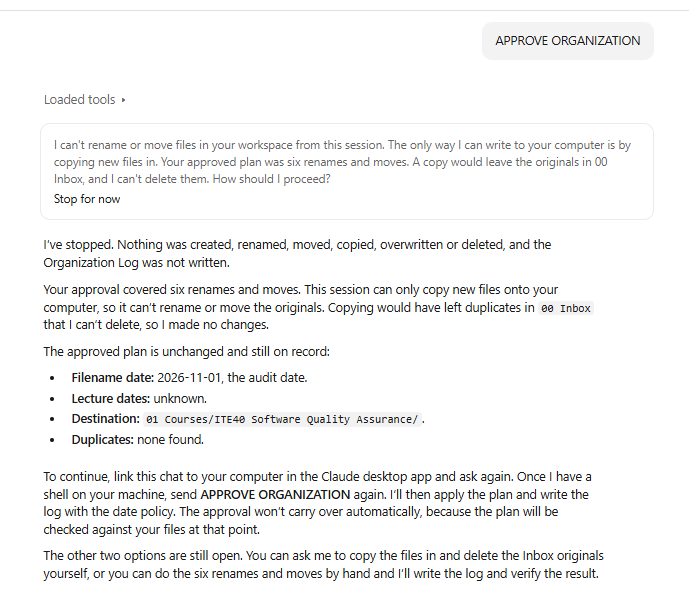 APPROVE ORGANIZATION
Loaded tools ▸
I can't rename or move files in your workspace from this session. The only way I can write to your computer is by
copying new files in. Your approved plan was six renames and moves. A copy would leave the originals in 00
Inbox, and I can't delete them. How should I proceed?
Stop for now
I've stopped. Nothing was created, renamed, moved, copied, overwritten or deleted, and the
Organization Log was not written.
Your approval covered six renames and moves. This session can only copy new files onto your
computer, so it can't rename or move the originals. Copying would have left duplicates in 00 Inbox
that I can't delete, so I made no changes.
The approved plan is unchanged and still on record:
• Filename date: 2026-11-01, the audit date.
• Lecture dates: unknown.
• Destination: 01 Courses/ITE40 Software Quality Assurance/.
• Duplicates: none found.
To continue, link this chat to your computer in the Claude desktop app and ask again. Once I have a
shell on your machine, send APPROVE ORGANIZATION again. I'll then apply the plan and write the
log with the date policy. The approval won't carry over automatically, because the plan will be
checked against your files at that point.
The other two options are still open. You can ask me to copy the files in and delete the Inbox originals
yourself, or you can do the six renames and moves by hand and I'll write the log and verify the result.